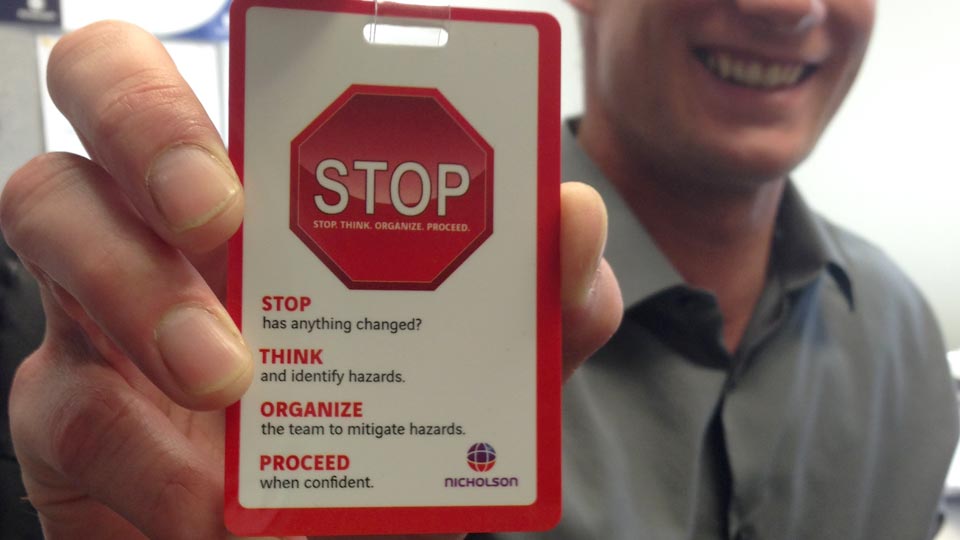 STOP
STOP. THINK. ORGANIZE. PROCEED.
STOP
has anything changed?
THINK
and identify hazards.
ORGANIZE
the team to mitigate hazards.
PROCEED
when confident.
NICHOLSON